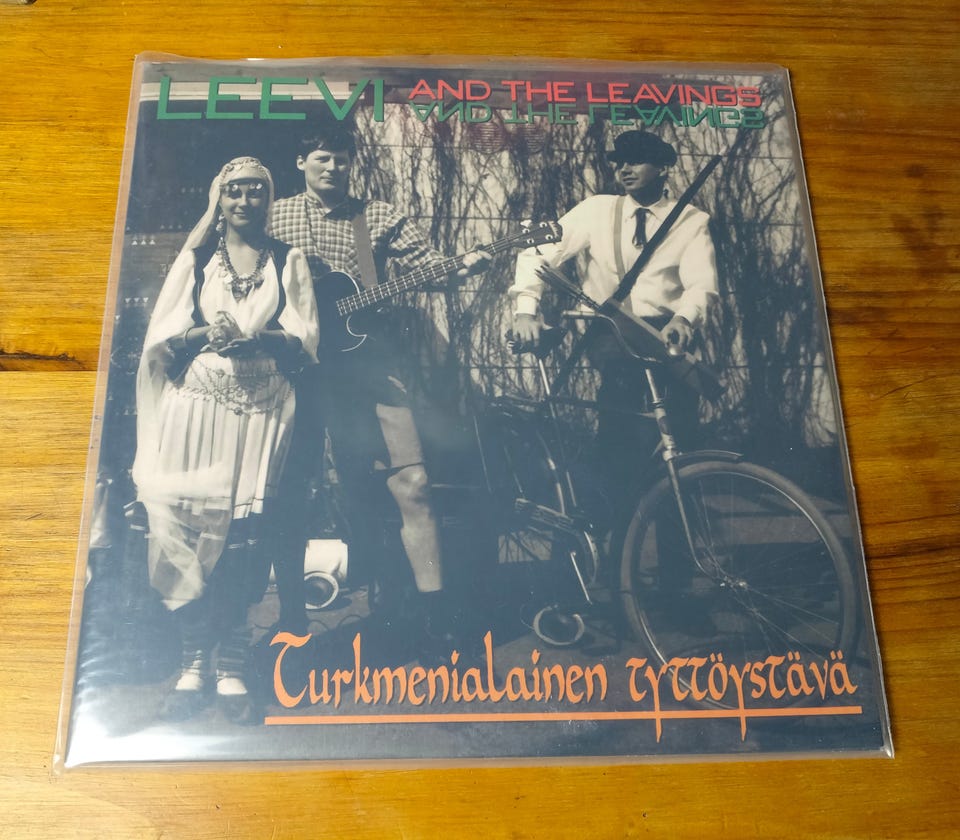 LEEVI AND THE LEAVINGS
AND THE LEAVINGS
Turkmenialainen tyttöystävä